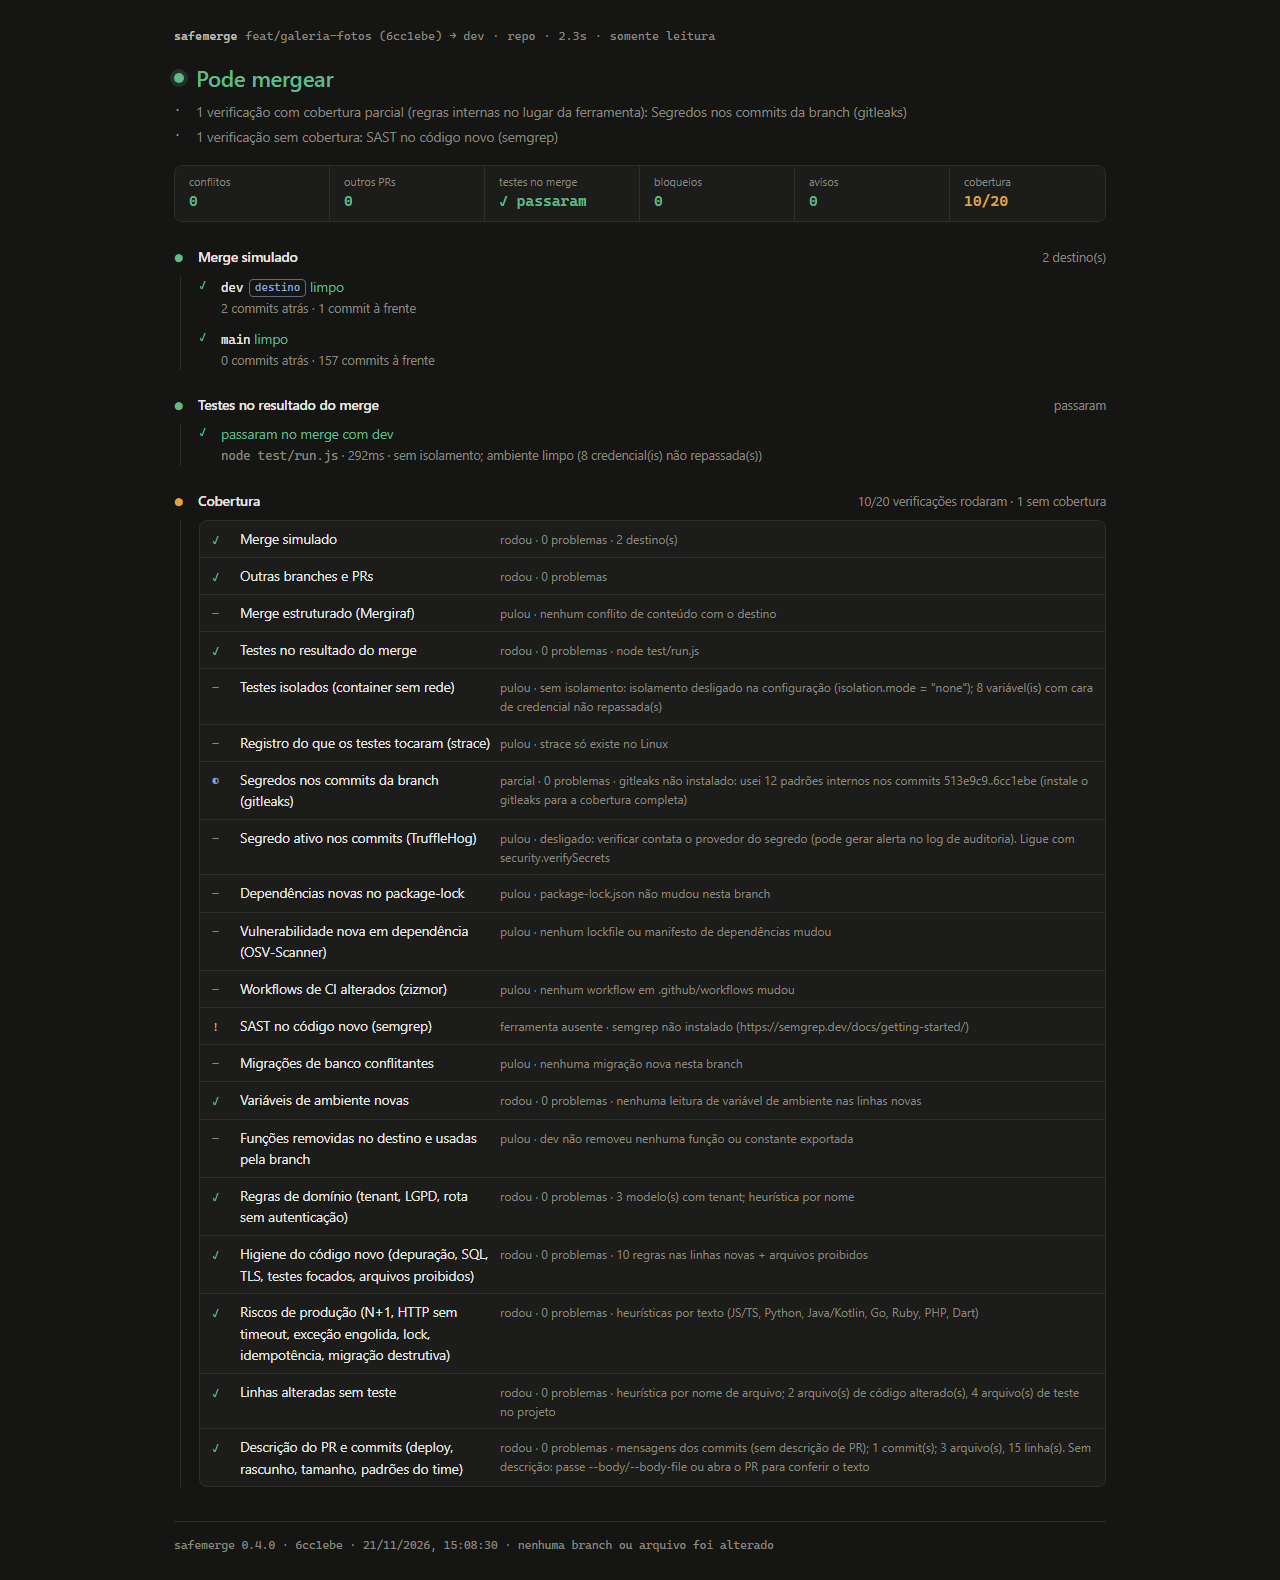 safemerge feat/galeria-fotos (6cc1ebe) → dev · repo · 2.3s · somente leitura
Pode mergear
· 1 verificação com cobertura parcial (regras internas no lugar da ferramenta): Segredos nos commits da branch (gitleaks)
· 1 verificação sem cobertura: SAST no código novo (semgrep)
conflitos outros PRs testes no merge bloqueios avisos cobertura
0 0 ✓ passaram 0 0 10/20
Merge simulado 2 destino(s)
✓ dev destino limpo
2 commits atrás · 1 commit à frente
✓ main limpo
0 commits atrás · 157 commits à frente
Testes no resultado do merge passaram
✓ passaram no merge com dev
node test/run.js · 292ms · sem isolamento; ambiente limpo (8 credencial(is) não repassada(s))
Cobertura 10/20 verificações rodaram · 1 sem cobertura
✓ Merge simulado rodou · 0 problemas · 2 destino(s)
✓ Outras branches e PRs rodou · 0 problemas
– Merge estruturado (Mergiraf) pulou · nenhum conflito de conteúdo com o destino
✓ Testes no resultado do merge rodou · 0 problemas · node test/run.js
– Testes isolados (container sem rede) pulou · sem isolamento: isolamento desligado na configuração (isolation.mode = "none"); 8 variável(is) com cara
de credencial não repassada(s)
– Registro do que os testes tocaram (strace) pulou · strace só existe no Linux
◐ Segredos nos commits da branch parcial · 0 problemas · gitleaks não instalado: usei 12 padrões internos nos commits 513e9c9..6cc1ebe (instale o
(gitleaks) gitleaks para a cobertura completa)
– Segredo ativo nos commits (TruffleHog) pulou · desligado: verificar contata o provedor do segredo (pode gerar alerta no log de auditoria). Ligue com
security.verifySecrets
– Dependências novas no package-lock pulou · package-lock.json não mudou nesta branch
– Vulnerabilidade nova em dependência pulou · nenhum lockfile ou manifesto de dependências mudou
(OSV-Scanner)
– Workflows de CI alterados (zizmor) pulou · nenhum workflow em .github/workflows mudou
! SAST no código novo (semgrep) ferramenta ausente · semgrep não instalado (https://semgrep.dev/docs/getting-started/)
– Migrações de banco conflitantes pulou · nenhuma migração nova nesta branch
✓ Variáveis de ambiente novas rodou · 0 problemas · nenhuma leitura de variável de ambiente nas linhas novas
– Funções removidas no destino e usadas pulou · dev não removeu nenhuma função ou constante exportada
pela branch
✓ Regras de domínio (tenant, LGPD, rota rodou · 0 problemas · 3 modelo(s) com tenant; heurística por nome
sem autenticação)
✓ Higiene do código novo (depuração, SQL, rodou · 0 problemas · 10 regras nas linhas novas + arquivos proibidos
TLS, testes focados, arquivos proibidos)
✓ Riscos de produção (N+1, HTTP sem rodou · 0 problemas · heurísticas por texto (JS/TS, Python, Java/Kotlin, Go, Ruby, PHP, Dart)
timeout, exceção engolida, lock,
idempotência, migração destrutiva)
✓ Linhas alteradas sem teste rodou · 0 problemas · heurística por nome de arquivo; 2 arquivo(s) de código alterado(s), 4 arquivo(s) de teste
no projeto
✓ Descrição do PR e commits (deploy, rodou · 0 problemas · mensagens dos commits (sem descrição de PR); 1 commit(s); 3 arquivo(s), 15 linha(s). Sem
rascunho, tamanho, padrões do time) descrição: passe --body/--body-file ou abra o PR para conferir o texto
safemerge 0.4.0 · 6cc1ebe · 21/11/2026, 15:08:30 · nenhuma branch ou arquivo foi alterado